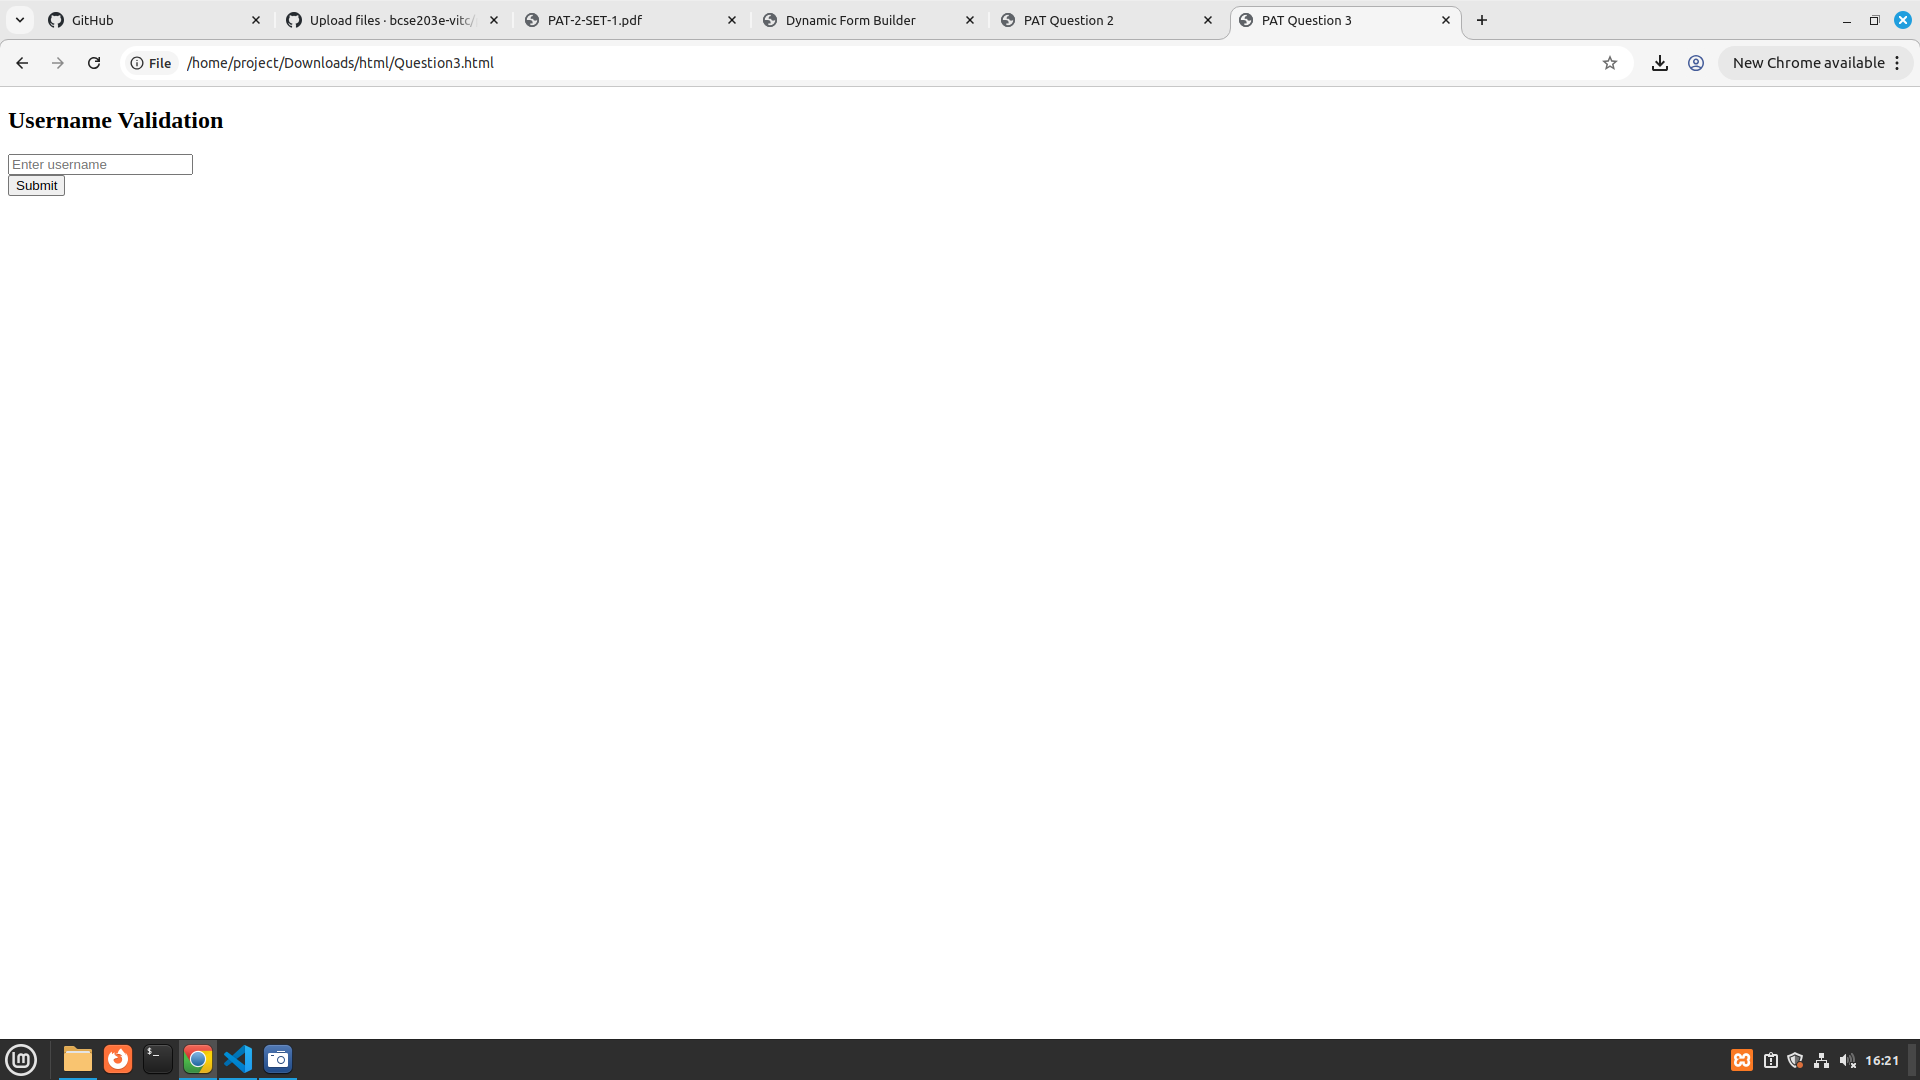 GitHub
Upload files · bcse203e-vitc/
PAT-2-SET-1.pdf
Dynamic Form Builder
PAT Question 2
PAT Question 3
File
/home/project/Downloads/html/Question3.html
New Chrome available
Username Validation
Enter username
Submit
$_
16:21